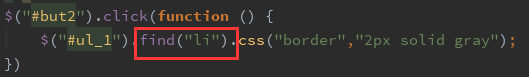 $("#but2").click(function () {
$("#ul_1").find("li").css("border","2px solid gray");
})